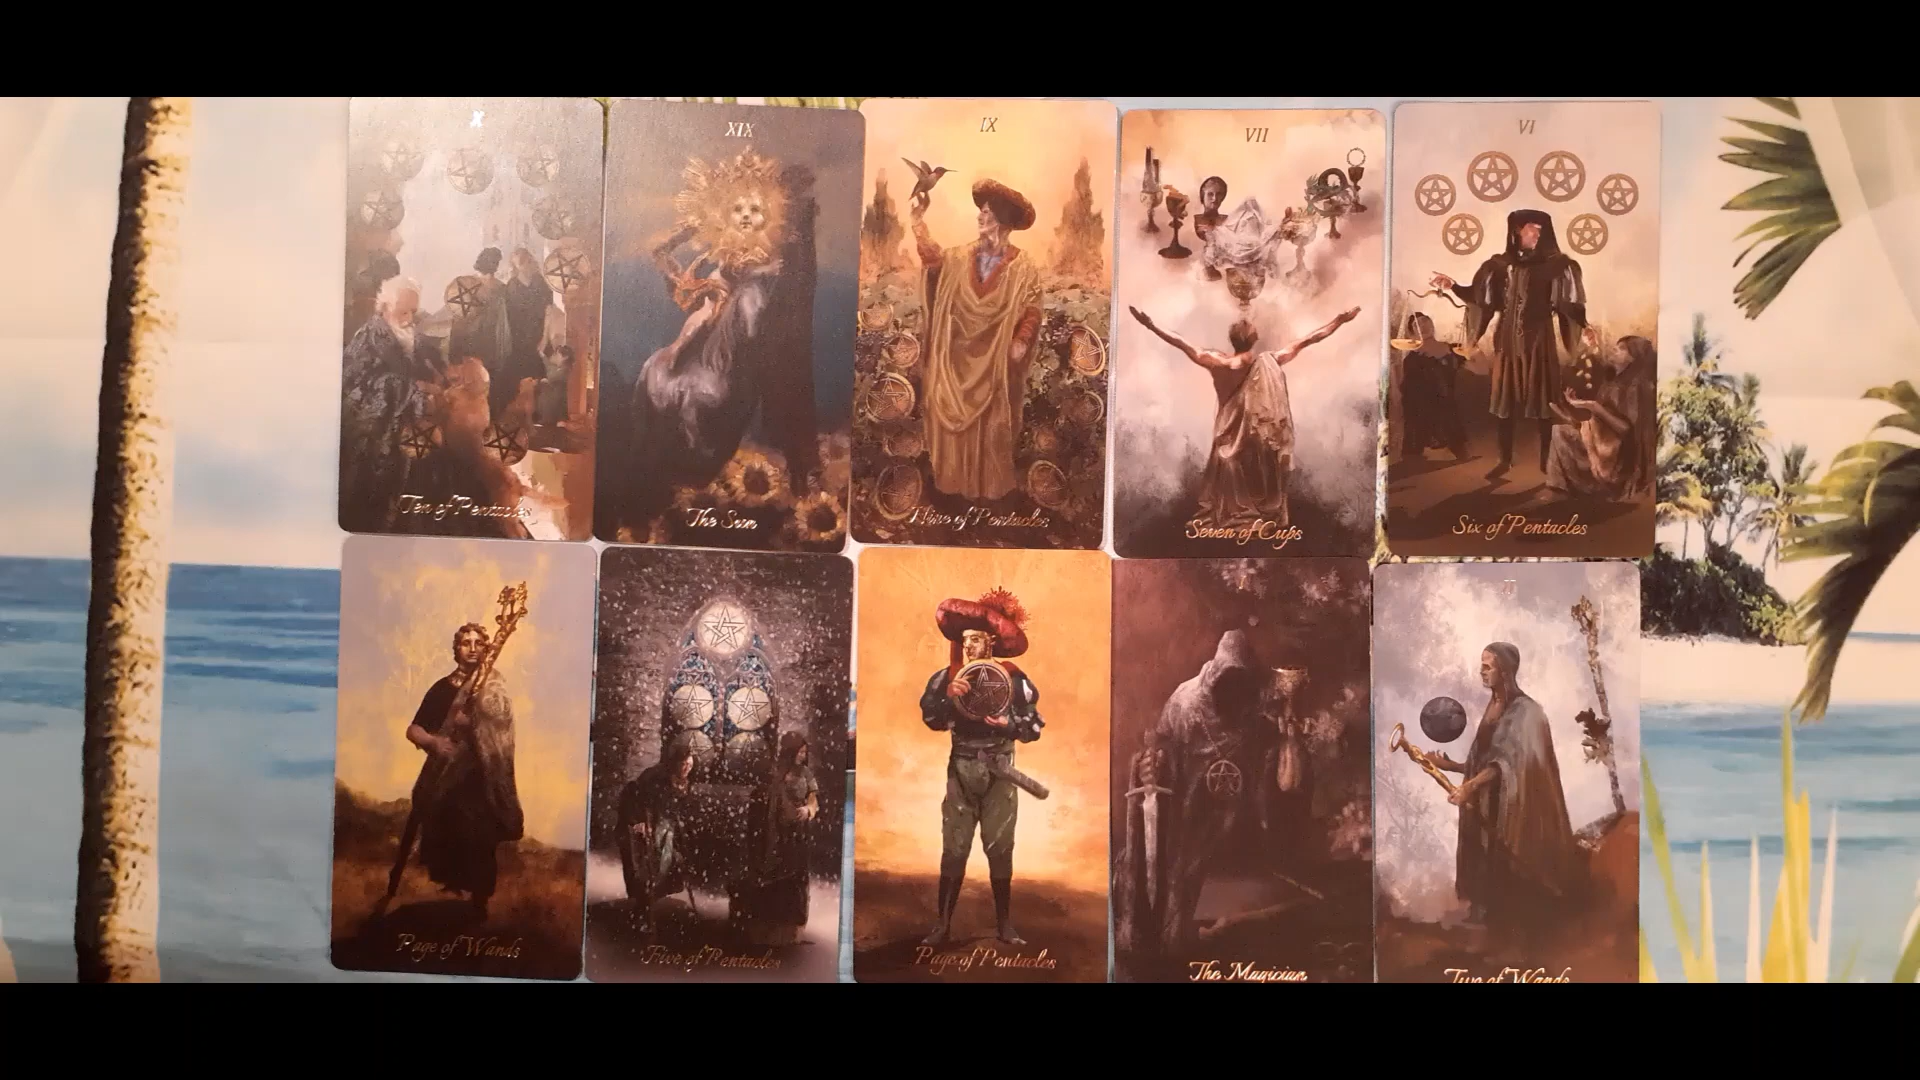 X
XIX
IX
VII
VI
Ten of Pentacles
The Sun
Nine of Pentacles
Seven of Cups
Six of Pentacles
I
II
Page of Wands
Five of Pentacles
Page of Pentacles
The Magician
Two of Wands